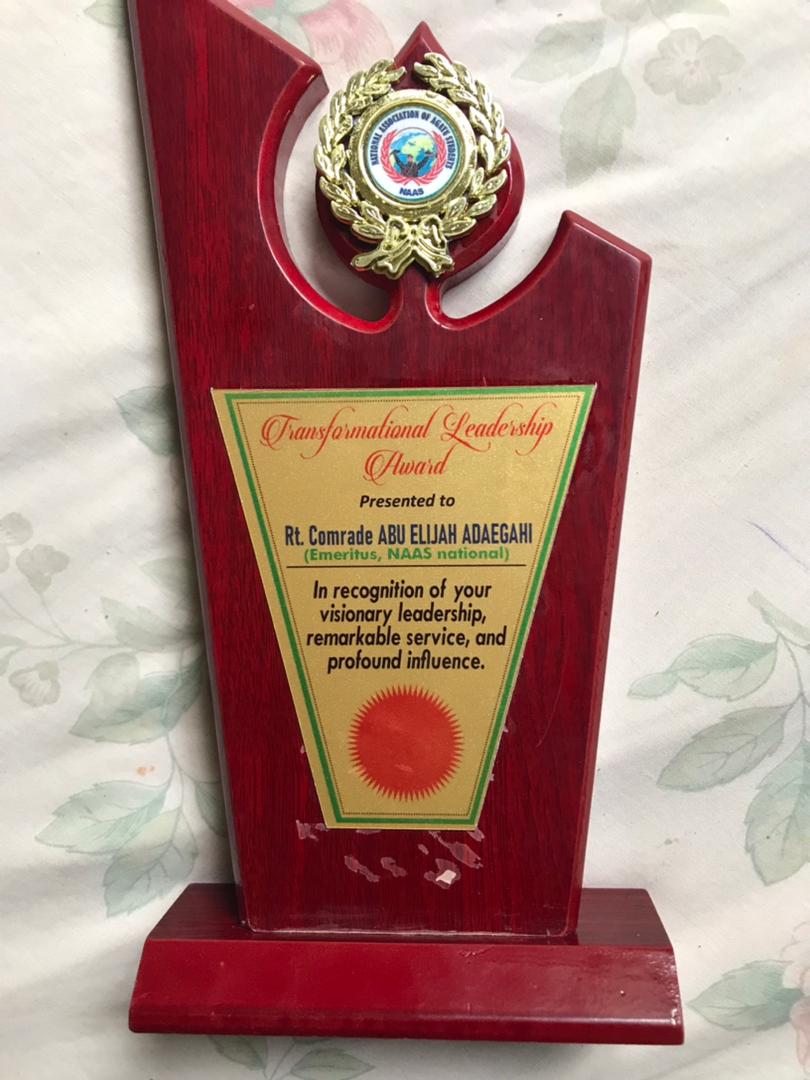 NATIONAL ASSOCIATION OF AGATU STUDENTS
NAAS
Transformational Leadership
Award
Presented to
Rt. Comrade ABU ELIJAH ADAEGAHI
(Emeritus, NAAS national)
In recognition of your
visionary leadership,
remarkable service, and
profound influence.